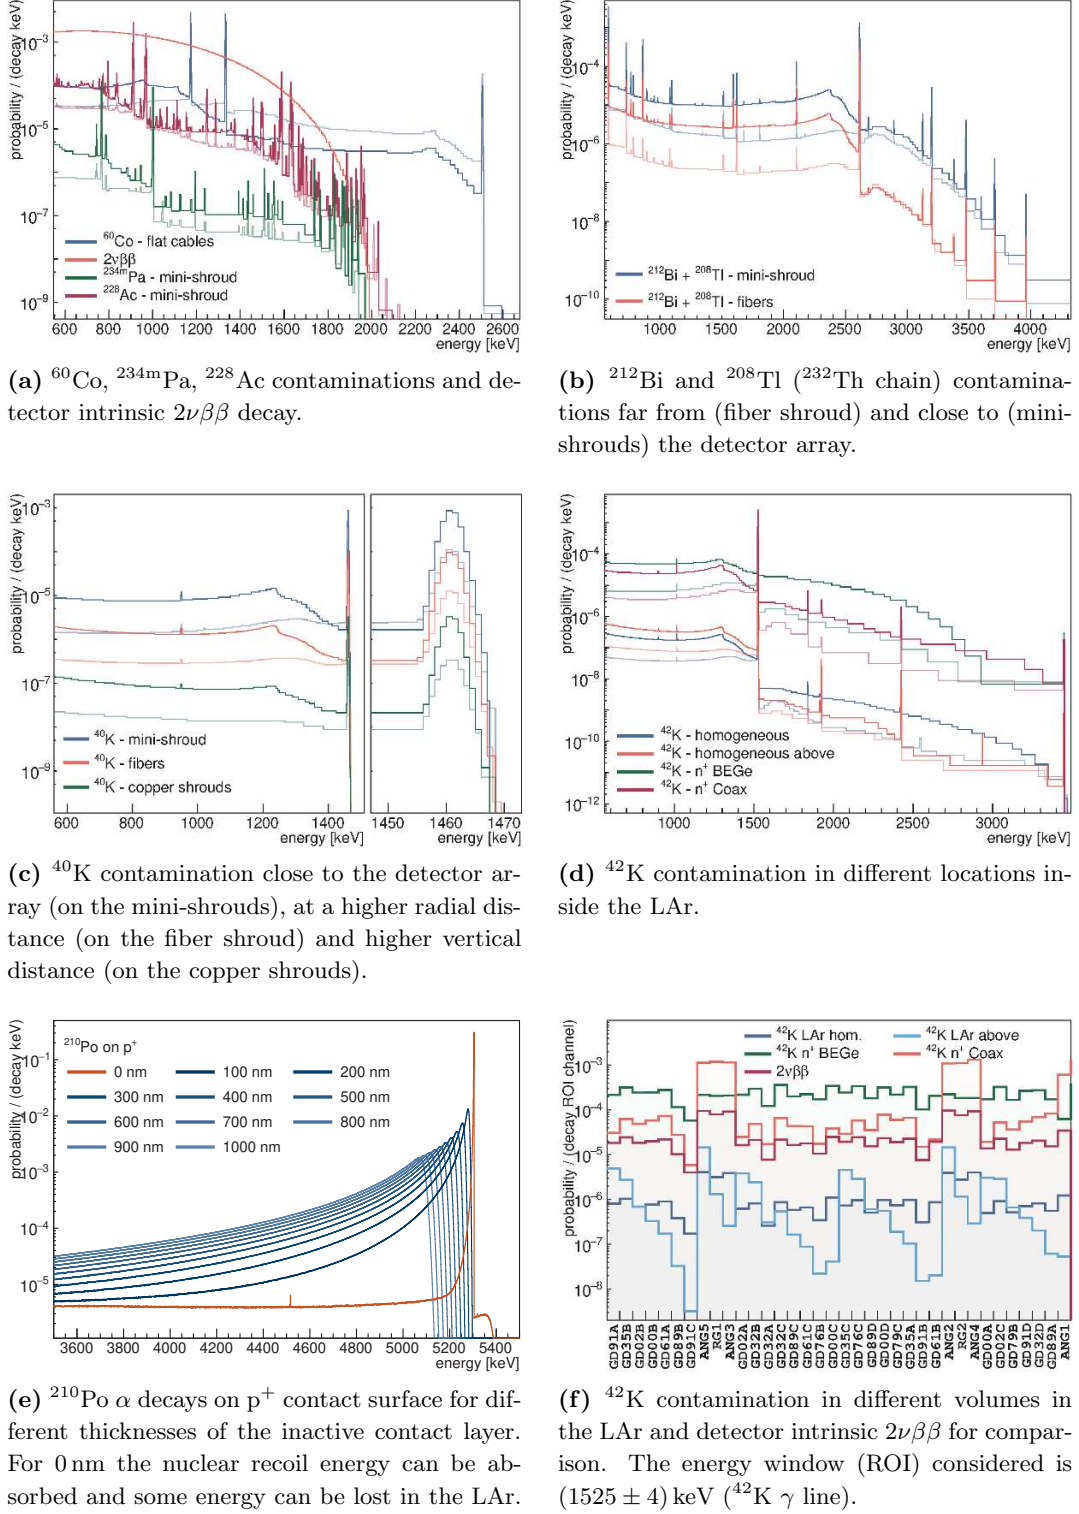 probability / (decay keV)
10⁻³
10⁻⁵
10⁻⁷
10⁻⁹
⁶⁰Co - flat cables
2νββ
²³⁴ᵐPa - mini-shroud
²²⁸Ac - mini-shroud
600 800 1000 1200 1400 1600 1800 2000 2200 2400 2600
energy [keV]
(a) ⁶⁰Co, ²³⁴ᵐPa, ²²⁸Ac contaminations and de-
tector intrinsic 2νββ decay.
probability / (decay keV)
10⁻⁴
10⁻⁶
10⁻⁸
10⁻¹⁰
²¹²Bi + ²⁰⁸Tl - mini-shroud
²¹²Bi + ²⁰⁸Tl - fibers
1000 1500 2000 2500 3000 3500 4000
energy [keV]
(b) ²¹²Bi and ²⁰⁸Tl (²³²Th chain) contamina-
tions far from (fiber shroud) and close to (mini-
shrouds) the detector array.
probability / (decay keV)
10⁻³
10⁻⁵
10⁻⁷
10⁻⁹
⁴⁰K - mini-shroud
⁴⁰K - fibers
⁴⁰K - copper shrouds
600 800 1000 1200 1400
energy [keV]
1450 1460 1470
energy [keV]
(c) ⁴⁰K contamination close to the detector ar-
ray (on the mini-shrouds), at a higher radial dis-
tance (on the fiber shroud) and higher vertical
distance (on the copper shrouds).
probability / (decay keV)
10⁻⁴
10⁻⁶
10⁻⁸
10⁻¹⁰
10⁻¹²
⁴²K - homogeneous
⁴²K - homogeneous above
⁴²K - n⁺ BEGe
⁴²K - n⁺ Coax
1000 1500 2000 2500 3000
energy [keV]
(d) ⁴²K contamination in different locations in-
side the LAr.
probability / (decay keV)
10⁻¹
10⁻²
10⁻³
10⁻⁴
10⁻⁵
²¹⁰Po on p⁺
0 nm 100 nm 200 nm
300 nm 400 nm 500 nm
600 nm 700 nm 800 nm
900 nm 1000 nm
3600 3800 4000 4200 4400 4600 4800 5000 5200 5400
energy [keV]
(e) ²¹⁰Po α decays on p⁺ contact surface for dif-
ferent thicknesses of the inactive contact layer.
For 0 nm the nuclear recoil energy can be ab-
sorbed and some energy can be lost in the LAr.
probability / (decay ROI channel)
10⁻³
10⁻⁴
10⁻⁵
10⁻⁶
10⁻⁷
10⁻⁸
⁴²K LAr hom. ⁴²K LAr above
⁴²K n⁺ BEGe ⁴²K n⁺ Coax
2νββ
GD91A
GD35B
GD02B
GD00B
GD61A
GD89B
GD91C
ANG5
RG1
ANG3
GD02A
GD32B
GD32A
GD32C
GD89C
GD61C
GD76B
GD00C
GD35C
GD76C
GD89D
GD00D
GD79C
GD35A
GD91B
GD61B
ANG2
RG2
ANG4
GD00A
GD02C
GD79B
GD91D
GD32D
GD89A
ANG1
(f) ⁴²K contamination in different volumes in
the LAr and detector intrinsic 2νββ for compar-
ison. The energy window (ROI) considered is
(1525 ± 4) keV (⁴²K γ line).